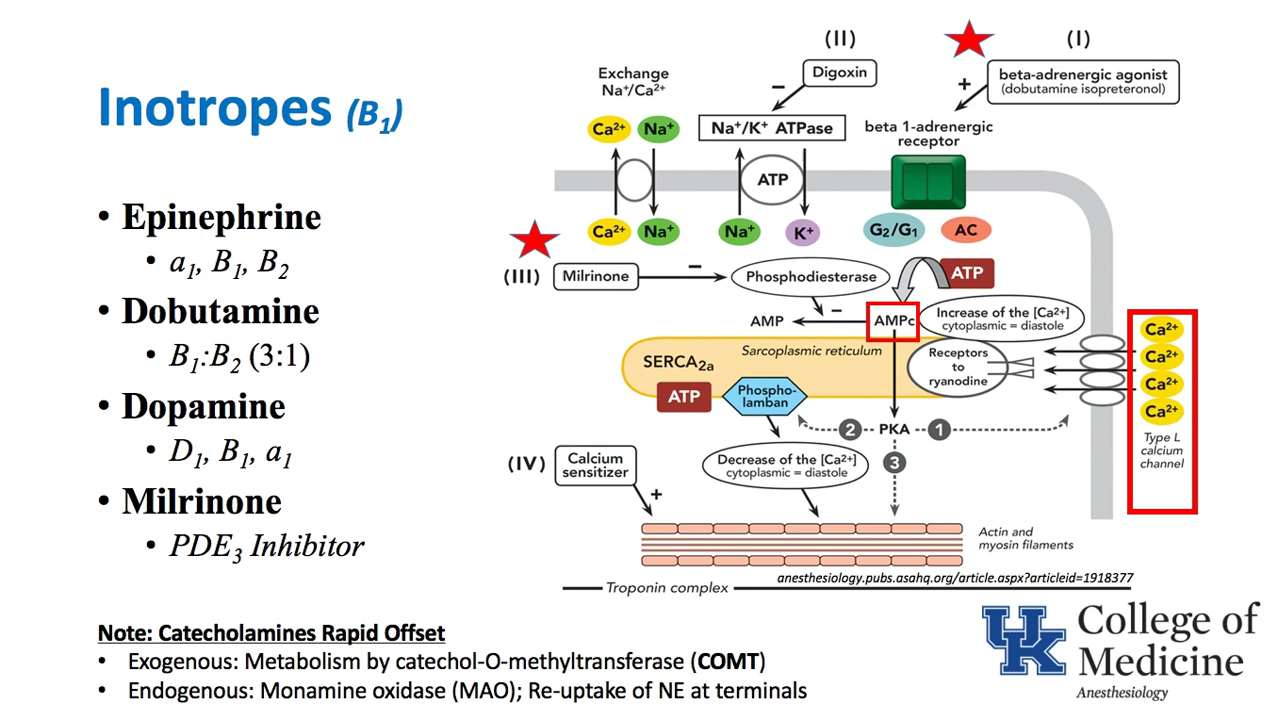 Inotropes (B1)
• Epinephrine
• a1, B1, B2
• Dobutamine
• B1:B2 (3:1)
• Dopamine
• D1, B1, a1
• Milrinone
• PDE3 Inhibitor
Note: Catecholamines Rapid Offset
• Exogenous: Metabolism by catechol-O-methyltransferase (COMT)
• Endogenous: Monamine oxidase (MAO); Re-uptake of NE at terminals
(II)
Digoxin
−
(I)
beta-adrenergic agonist
(dobutamine isopreteronol)
+
Exchange
Na+/Ca2+
Ca2+
Na+
Na+/K+ ATPase
beta 1-adrenergic
receptor
ATP
Ca2+
Na+
Na+
K+
G2/G1
AC
(III)
Milrinone
−
Phosphodiesterase
ATP
−
AMP
AMPc
Increase of the [Ca2+]
cytoplasmic = diastole
Sarcoplasmic reticulum
SERCA2a
Receptors
to
ryanodine
ATP
Phospho-
lamban
Ca2+
Ca2+
Ca2+
Ca2+
Type L
calcium
channel
2
PKA
1
3
(IV)
Calcium
sensitizer
+
Decrease of the [Ca2+]
cytoplasmic = diastole
Actin and
myosin filaments
anesthesiology.pubs.asahq.org/article.aspx?articleid=1918377
Troponin complex
UK
College of
Medicine
Anesthesiology